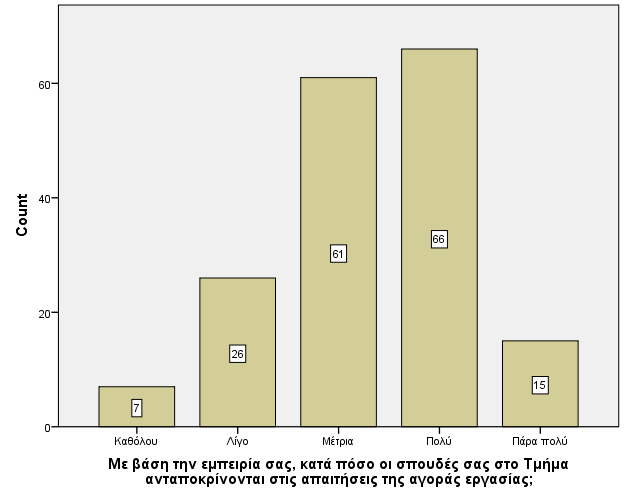 60
40
20
0
Count
7
26
61
66
15
Καθόλου
Λίγο
Μέτρια
Πολύ
Πάρα πολύ
Με βάση την εμπειρία σας, κατά πόσο οι σπουδές σας στο Τμήμα
ανταποκρίνονται στις απαιτήσεις της αγοράς εργασίας;